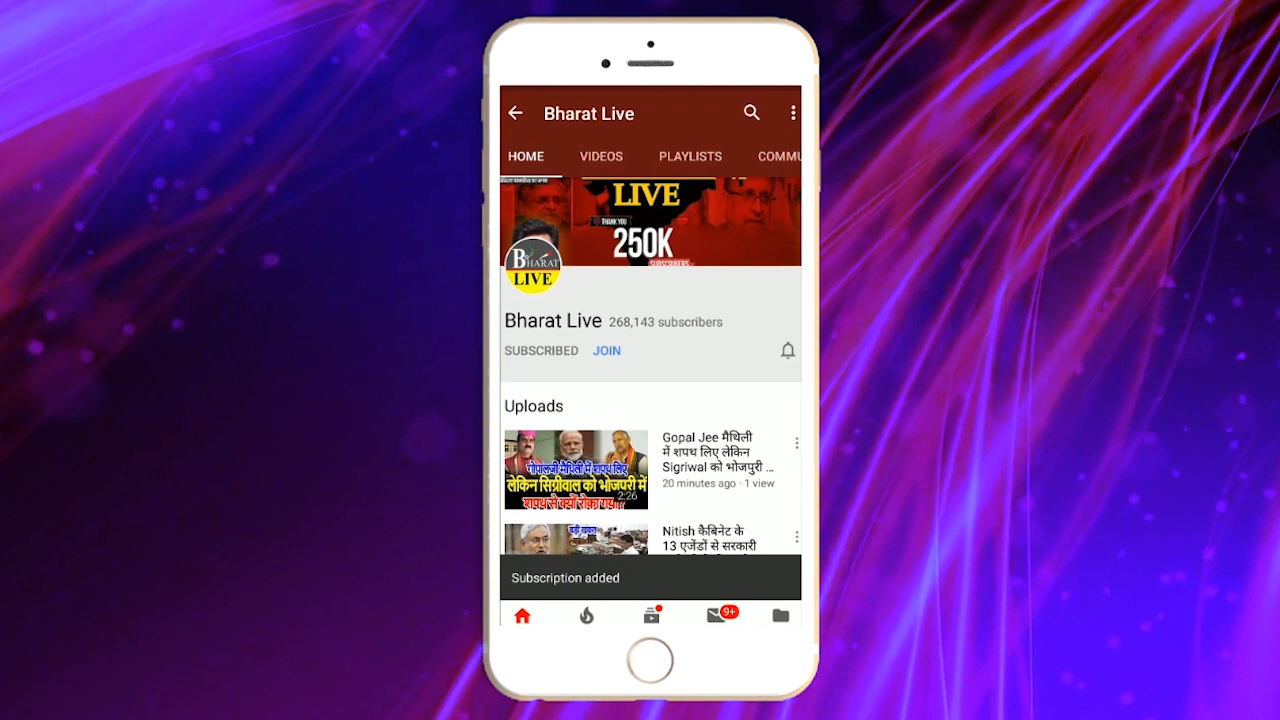 Bharat Live
HOME VIDEOS PLAYLISTS COMMU
LIVE
THANK YOU
250K
SUBSCRIBERS
BHARAT
LIVE
Bharat Live 268,143 subscribers
SUBSCRIBED JOIN
Uploads
गोपालजी मैथिली में शपथ लिए
लेकिन सिग्रीवाल को भोजपुरी में
शपथ से क्यों रोका गया ?
2:26
Gopal Jee मैथिली
में शपथ लिए लेकिन
Sigriwal को भोजपुरी ...
20 minutes ago · 1 view
बड़ी खबर
Nitish कैबिनेट के
13 एजेंडों से सरकारी
Subscription added
9+